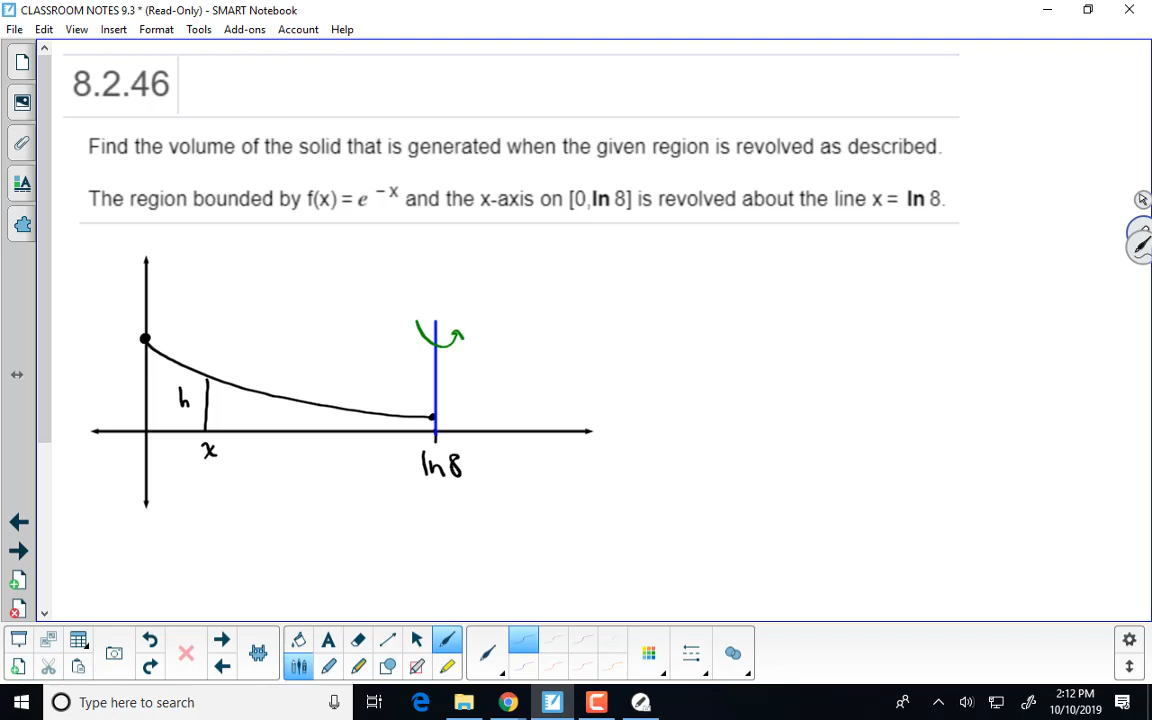 CLASSROOM NOTES 9.3 * (Read-Only) - SMART Notebook
File Edit View Insert Format Tools Add-ons Account Help
8.2.46
Find the volume of the solid that is generated when the given region is revolved as described.
The region bounded by f(x) = e^{-x} and the x-axis on [0,ln 8] is revolved about the line x = ln 8.
h
x
ln 8
Type here to search
2:12 PM
10/10/2019